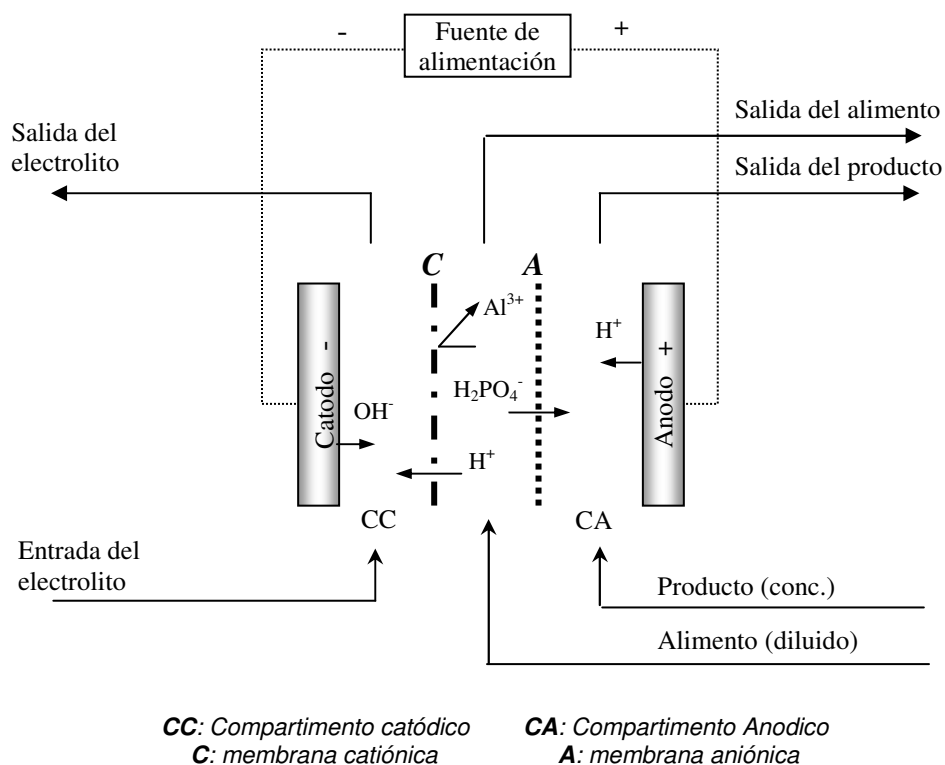 -
Fuente de
alimentación
+
Salida del
electrolito
Salida del alimento
Salida del producto
C
A
Al³⁺
H⁺
H₂PO₄⁻
Catodo -
OH⁻
Anodo +
H⁺
CC
CA
Entrada del
electrolito
Producto (conc.)
Alimento (diluido)
CC: Compartimento catódico
CA: Compartimento Anodico
C: membrana catiónica
A: membrana aniónica